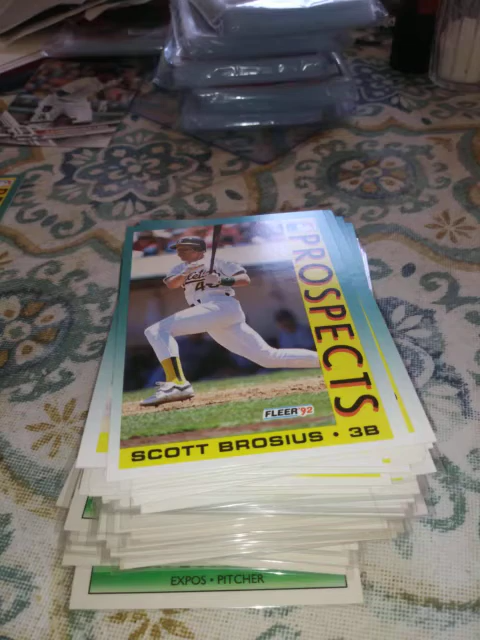 PROSPECTS
FLEER '92
SCOTT BROSIUS • 3B
EXPOS • PITCHER